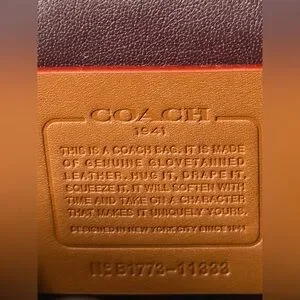 COACH
1941
THIS IS A COACH BAG. IT IS MADE
OF GENUINE GLOVETANNED
LEATHER. HUG IT, DRAPE IT,
SQUEEZE IT, IT WILL SOFTEN WITH
TIME AND TAKE ON A CHARACTER
THAT MAKES IT UNIQUELY YOURS.
DESIGNED IN NEW YORK CITY SINCE 1941